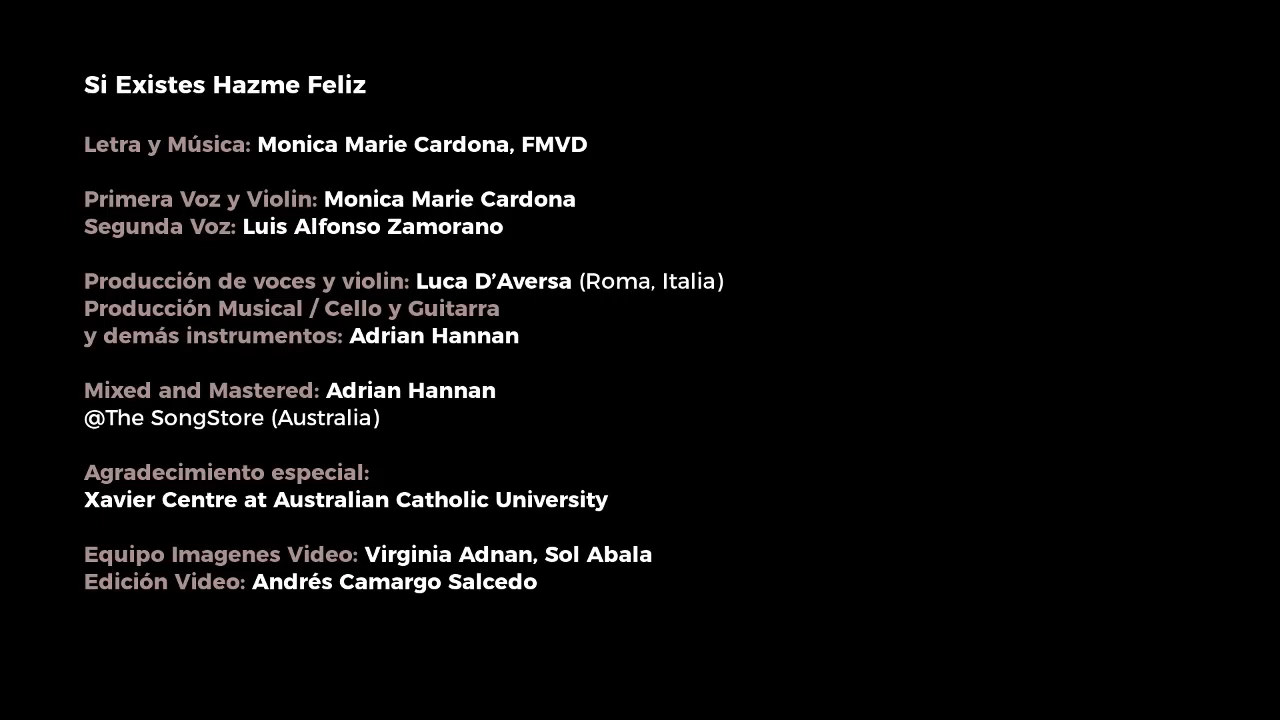 Si Existes Hazme Feliz
Letra y Música: Monica Marie Cardona, FMVD
Primera Voz y Violin: Monica Marie Cardona
Segunda Voz: Luis Alfonso Zamorano
Producción de voces y violin: Luca D’Aversa (Roma, Italia)
Producción Musical / Cello y Guitarra
y demás instrumentos: Adrian Hannan
Mixed and Mastered: Adrian Hannan
@The SongStore (Australia)
Agradecimiento especial:
Xavier Centre at Australian Catholic University
Equipo Imagenes Video: Virginia Adnan, Sol Abala
Edición Video: Andrés Camargo Salcedo